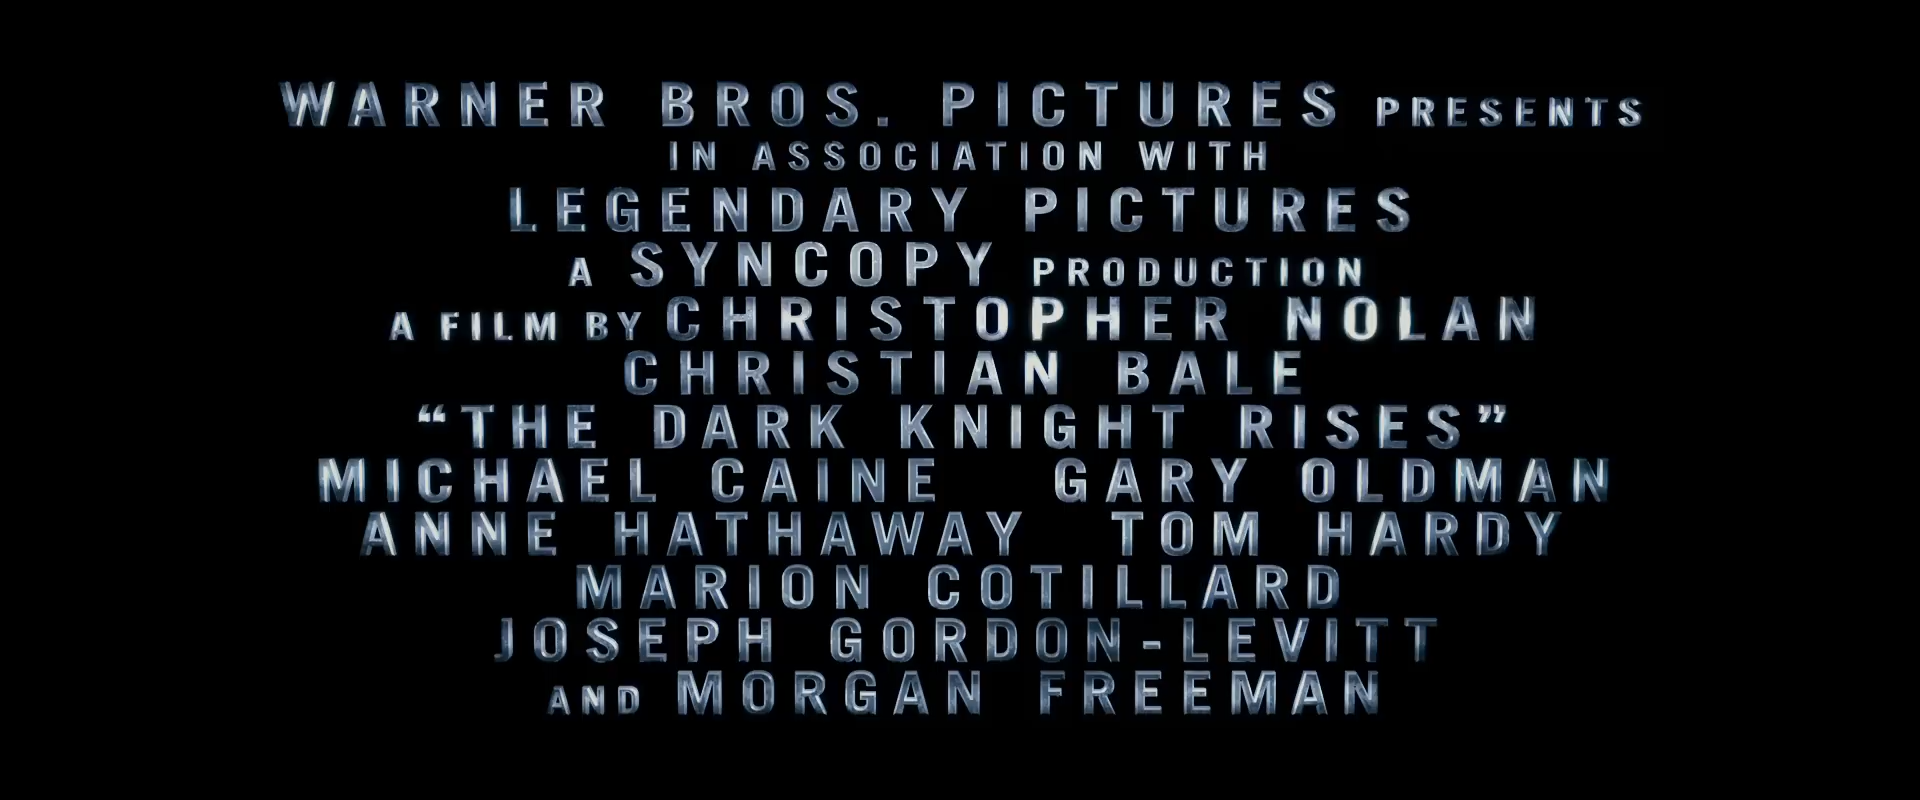 WARNER BROS. PICTURES PRESENTS
IN ASSOCIATION WITH
LEGENDARY PICTURES
A SYNCOPY PRODUCTION
A FILM BY CHRISTOPHER NOLAN
CHRISTIAN BALE
“THE DARK KNIGHT RISES”
MICHAEL CAINE GARY OLDMAN
ANNE HATHAWAY TOM HARDY
MARION COTILLARD
JOSEPH GORDON-LEVITT
AND MORGAN FREEMAN